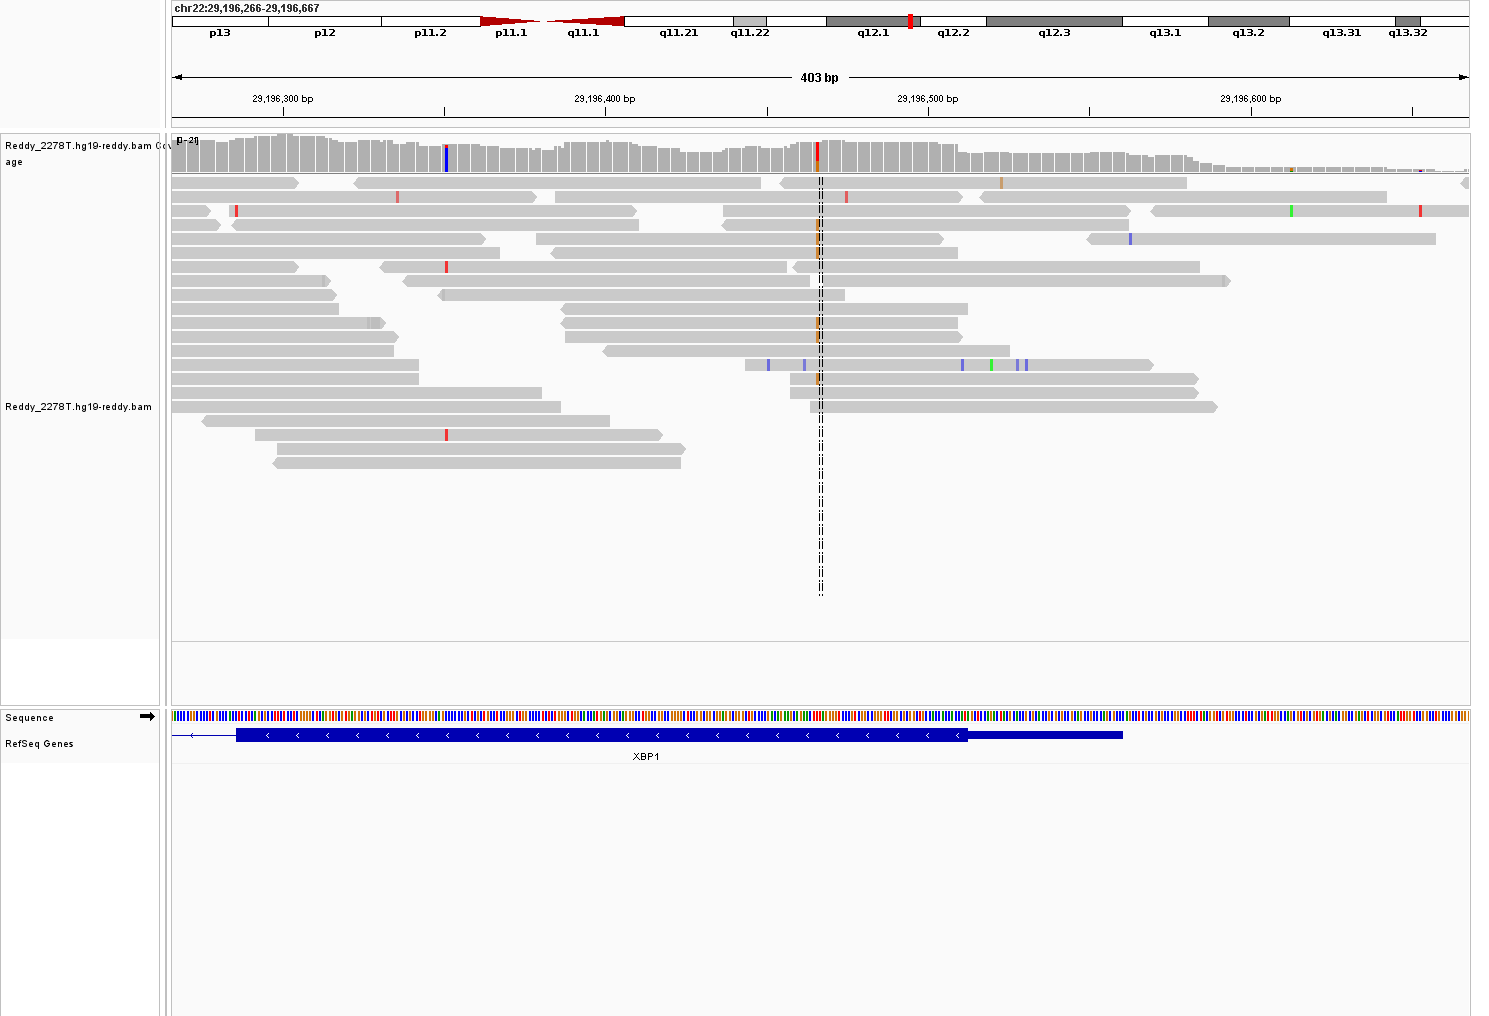 chr22:29,196,266-29,196,667
p13 p12 p11.2 p11.1 q11.1 q11.21 q11.22 q12.1 q12.2 q12.3 q13.1 q13.2 q13.31 q13.32
403 bp
29,196,300 bp 29,196,400 bp 29,196,500 bp 29,196,600 bp
[0-21]
Reddy_2278T.hg19-reddy.bam Cov
age
Reddy_2278T.hg19-reddy.bam
Sequence
RefSeq Genes
XBP1